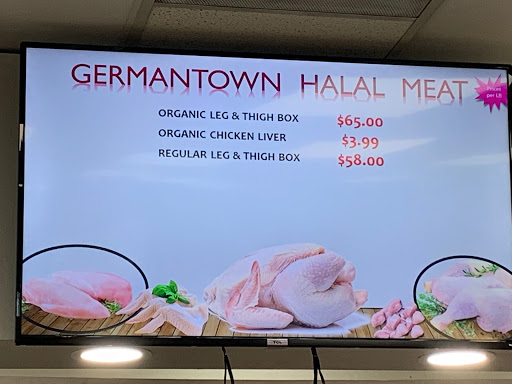 GERMANTOWN HALAL MEAT
Prices
per LB
ORGANIC LEG & THIGH BOX $65.00
ORGANIC CHICKEN LIVER $3.99
REGULAR LEG & THIGH BOX $58.00
TCL